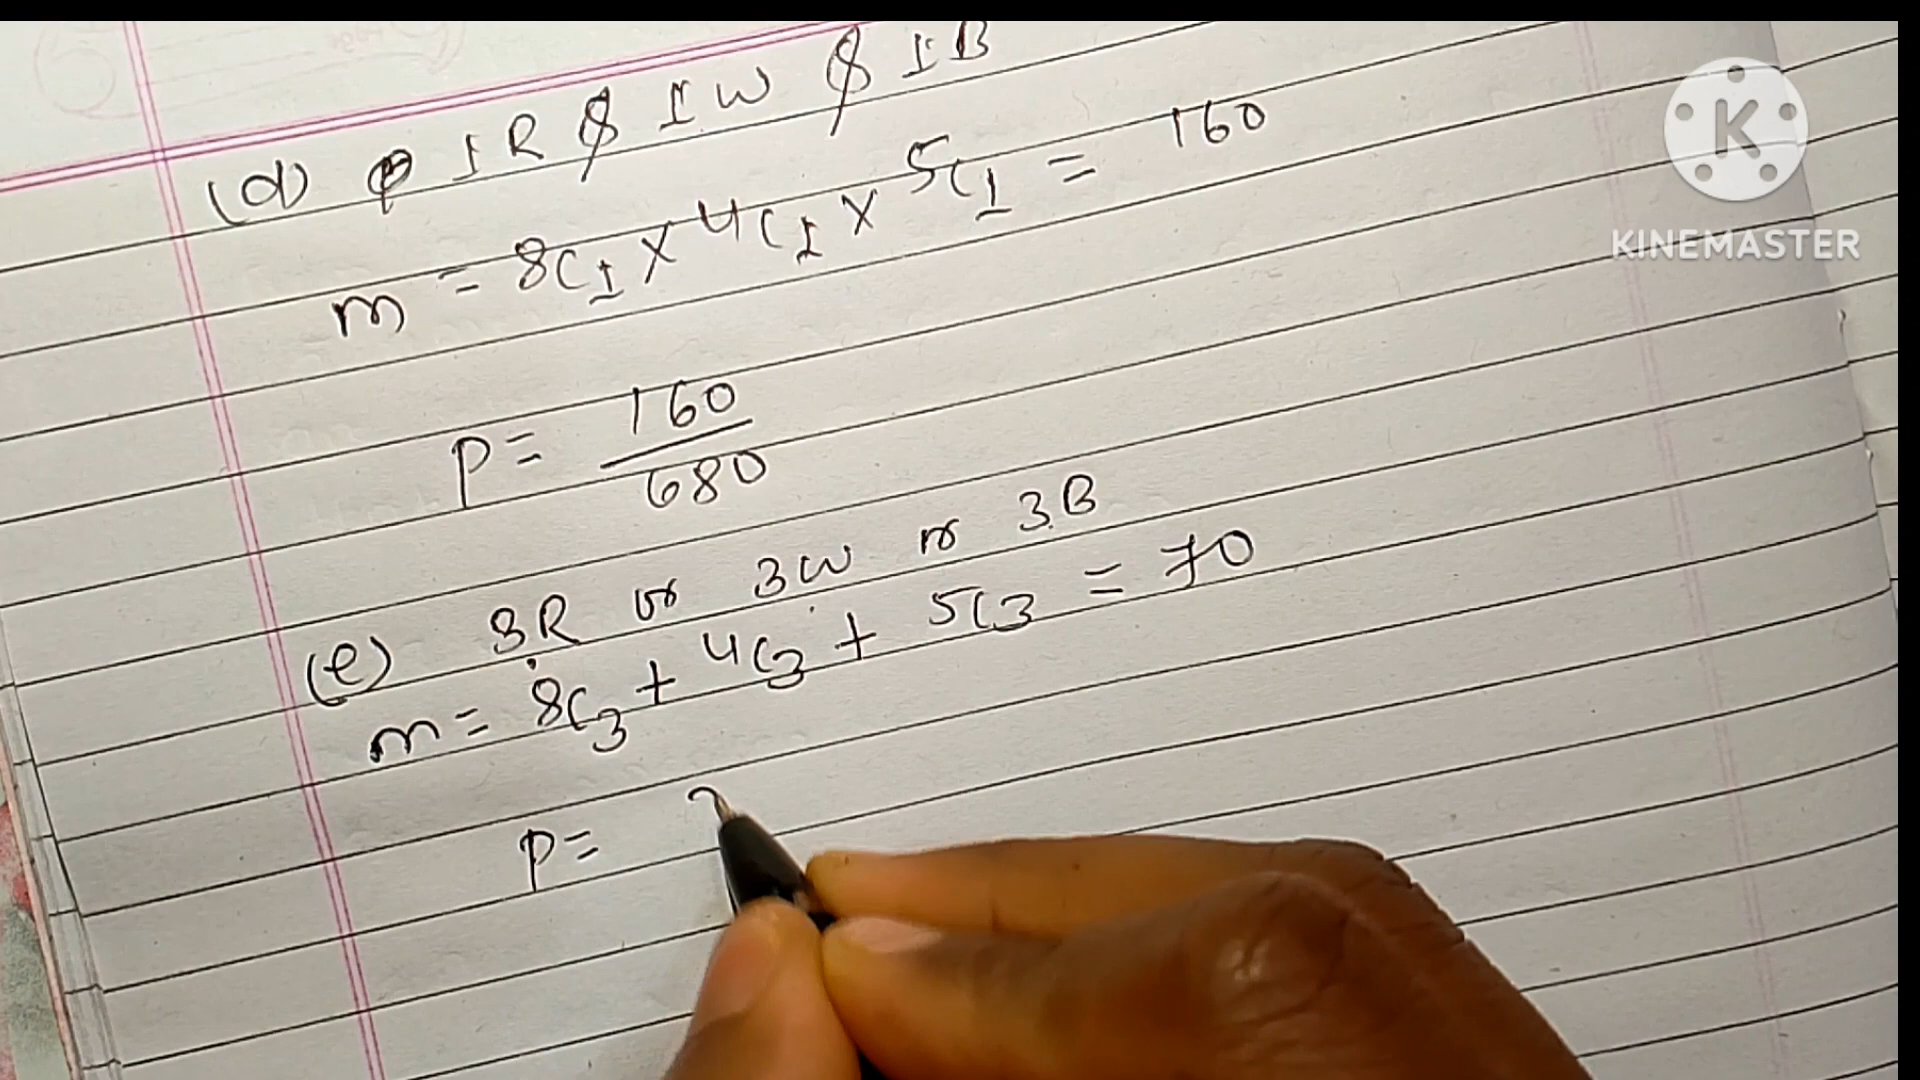 (d) 1R & 1W & 1B
m = 8C1 X 4C1 X 5C1 = 160
P = 160
680
(e) 3R or 3W or 3B
m = 8C3 + 4C3 + 5C3 = 70
P =
K
KINEMASTER